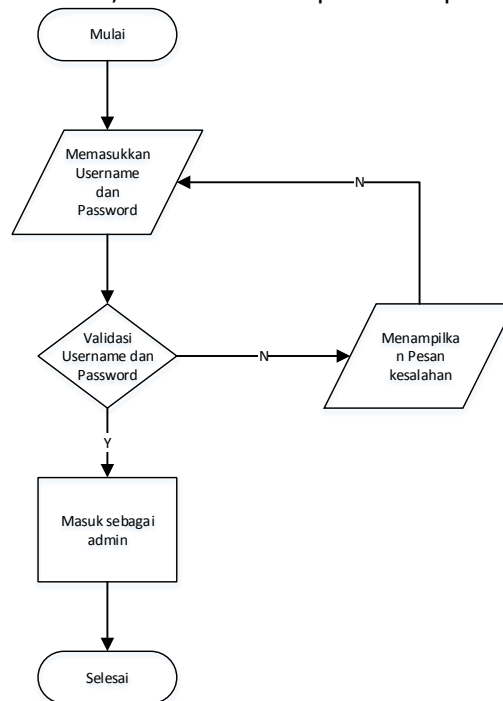 Mulai
Memasukkan
Username
dan
Password
N
Validasi
Username dan
Password
N
Menampilka
n Pesan
kesalahan
Y
Masuk sebagai
admin
Selesai